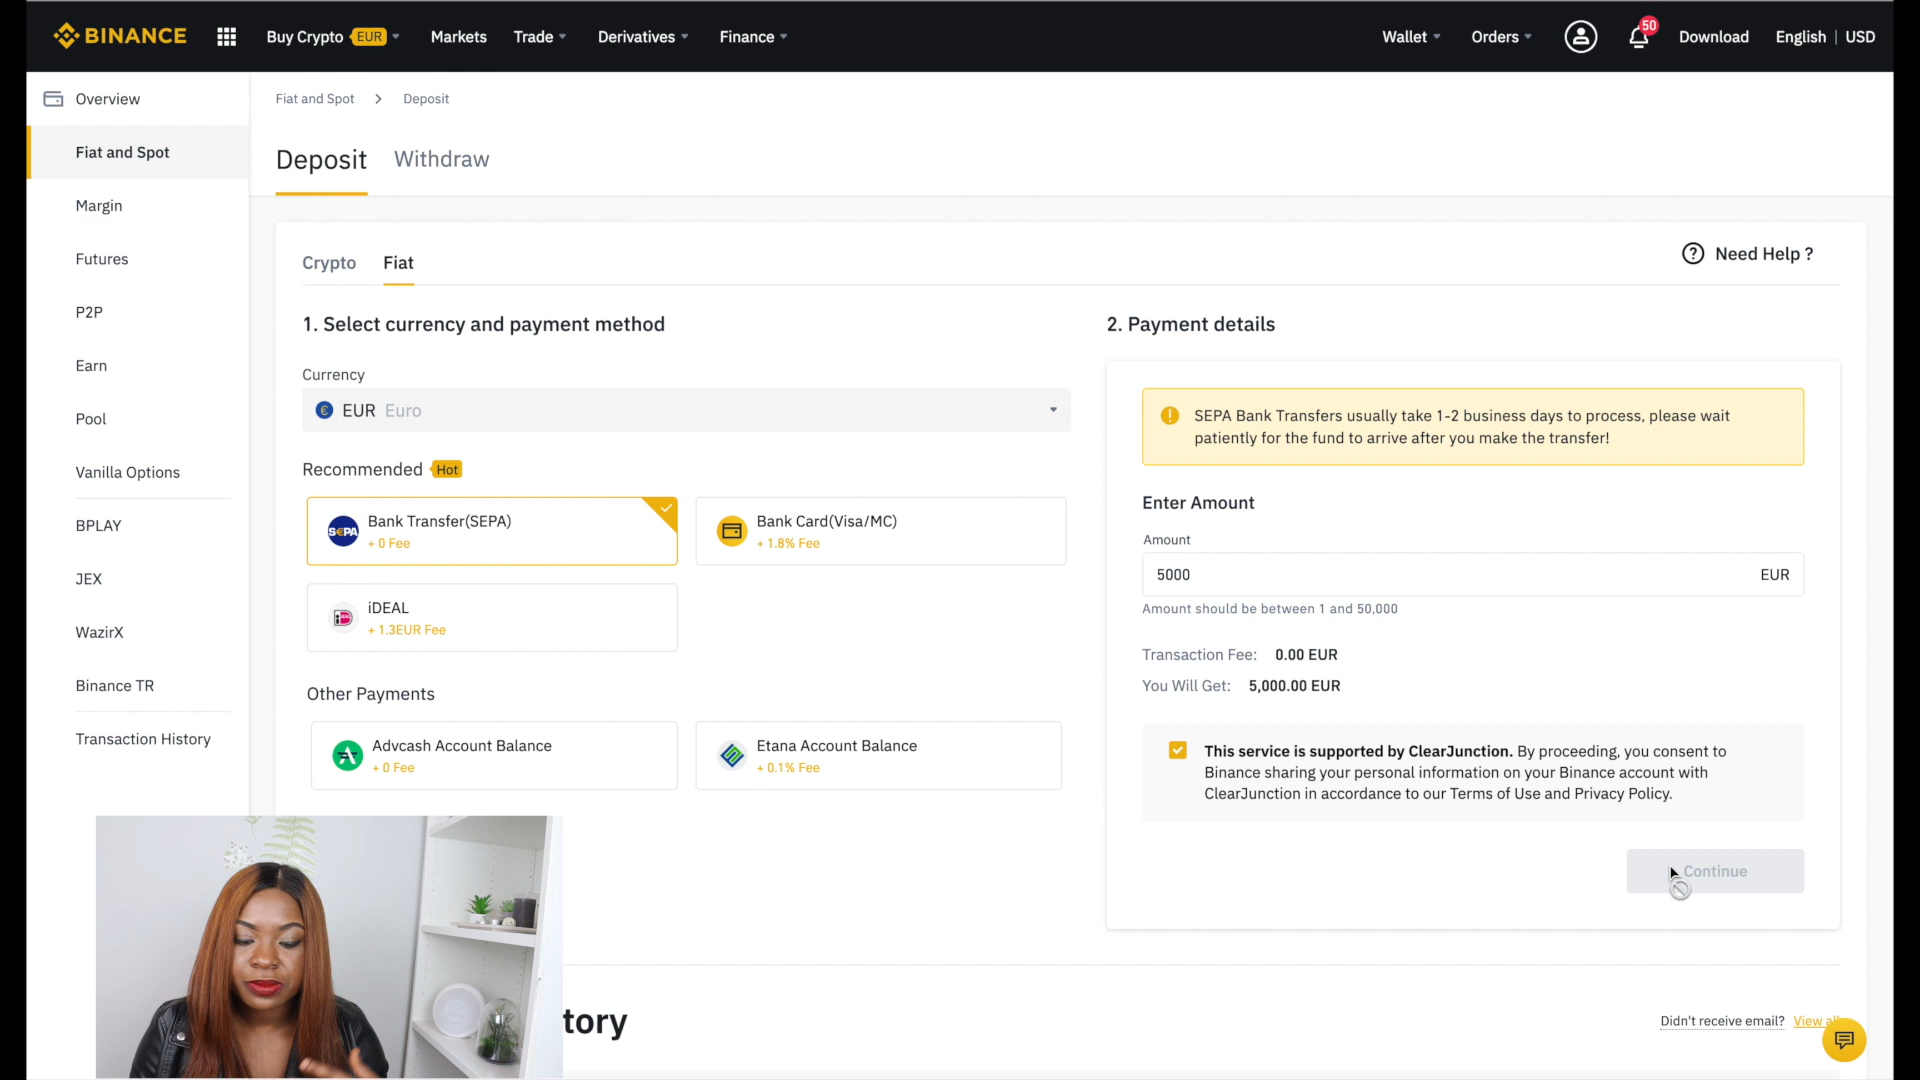 BINANCE
Buy Crypto EUR
Markets
Trade
Derivatives
Finance
Wallet
Orders
50
Download
English | USD
Overview
Fiat and Spot
Margin
Futures
P2P
Earn
Pool
Vanilla Options
BPLAY
JEX
WazirX
Binance TR
Transaction History
Fiat and Spot > Deposit
Deposit Withdraw
Crypto Fiat
? Need Help ?
1. Select currency and payment method
Currency
€ EUR Euro
Recommended Hot
S€PA
Bank Transfer(SEPA)
+ 0 Fee
Bank Card(Visa/MC)
+ 1.8% Fee
iDEAL
+ 1.3EUR Fee
Other Payments
Advcash Account Balance
+ 0 Fee
Etana Account Balance
+ 0.1% Fee
2. Payment details
! SEPA Bank Transfers usually take 1-2 business days to process, please wait
patiently for the fund to arrive after you make the transfer!
Enter Amount
Amount
5000 EUR
Amount should be between 1 and 50,000
Transaction Fee: 0.00 EUR
You Will Get: 5,000.00 EUR
This service is supported by ClearJunction. By proceeding, you consent to
Binance sharing your personal information on your Binance account with
ClearJunction in accordance to our Terms of Use and Privacy Policy.
Continue
tory
Didn't receive email? View al